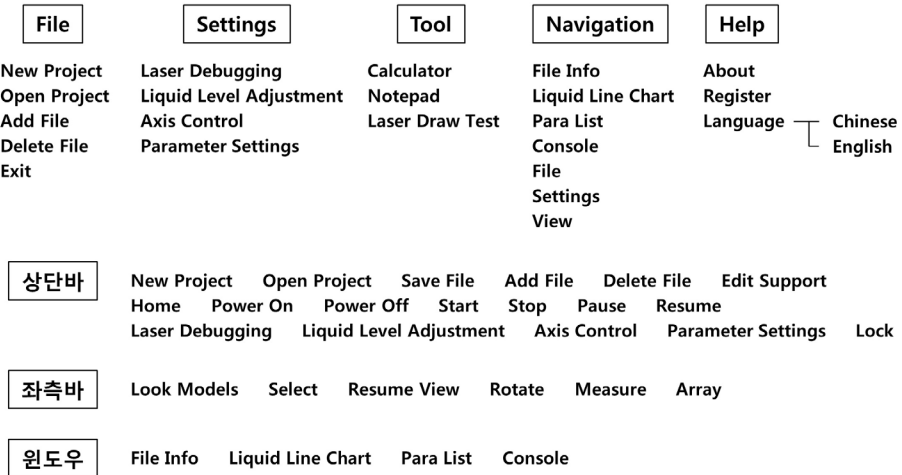 File Settings Tool Navigation Help
New Project Laser Debugging Calculator File Info About
Open Project Liquid Level Adjustment Notepad Liquid Line Chart Register
Add File Axis Control Laser Draw Test Para List Language Chinese
Delete File Parameter Settings Console English
Exit File
Settings
View
상단바 New Project Open Project Save File Add File Delete File Edit Support
Home Power On Power Off Start Stop Pause Resume
Laser Debugging Liquid Level Adjustment Axis Control Parameter Settings Lock
좌측바 Look Models Select Resume View Rotate Measure Array
윈도우 File Info Liquid Line Chart Para List Console